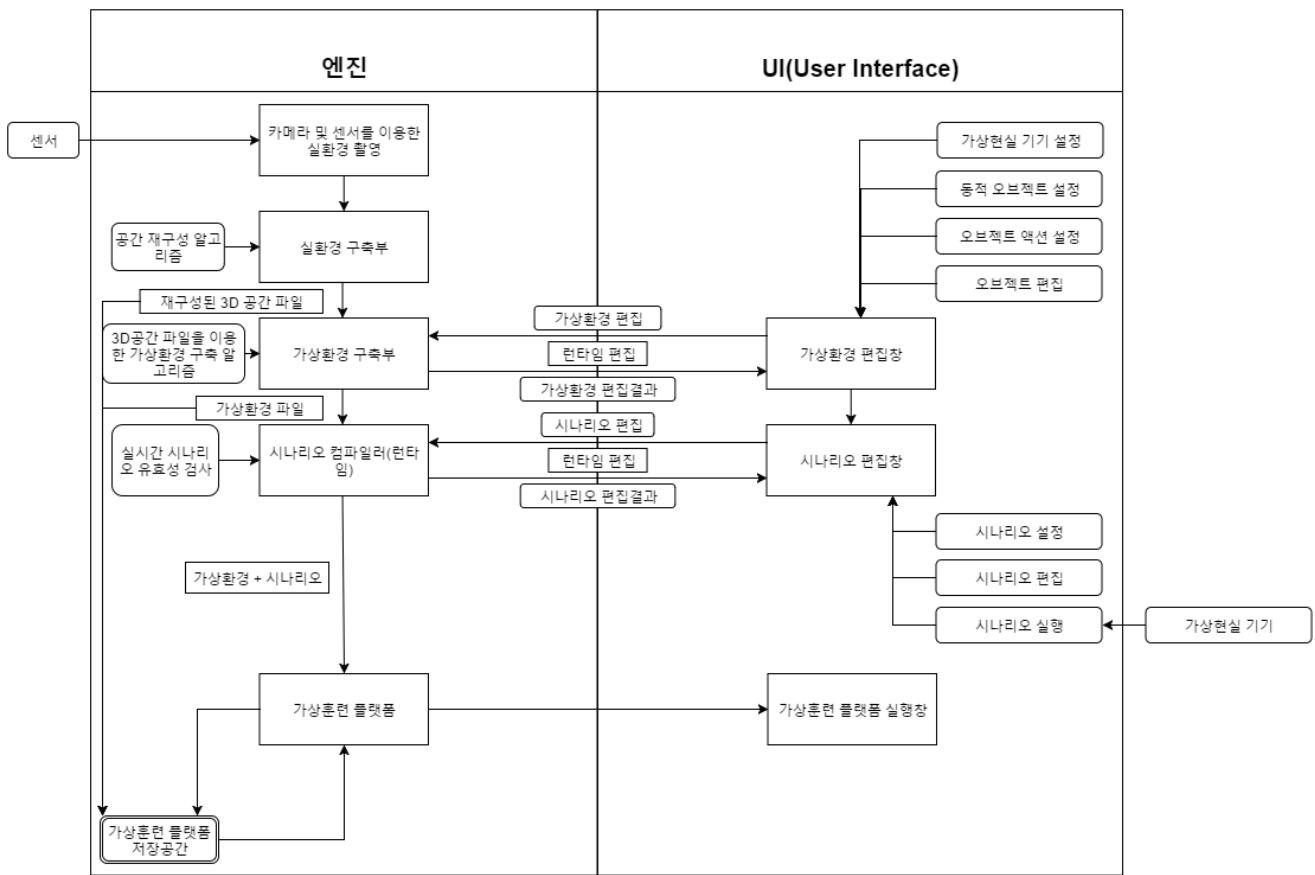 엔진
UI(User Interface)
센서
카메라 및 센서를 이용한
실환경 촬영
가상현실 기기 설정
동적 오브젝트 설정
공간 재구성 알고
리즘
실환경 구축부
오브젝트 액션 설정
오브젝트 편집
재구성된 3D 공간 파일
가상환경 편집
3D공간 파일을 이용
한 가상환경 구축 알
고리즘
가상환경 구축부
런타임 편집
가상환경 편집창
가상환경 편집결과
가상환경 파일
시나리오 편집
실시간 시나리
오 유효성 검사
시나리오 컴파일러(런타
임)
런타임 편집
시나리오 편집창
시나리오 편집결과
시나리오 설정
가상환경 + 시나리오
시나리오 편집
시나리오 실행
가상현실 기기
가상훈련 플랫폼
가상훈련 플랫폼 실행창
가상훈련 플랫폼
저장공간